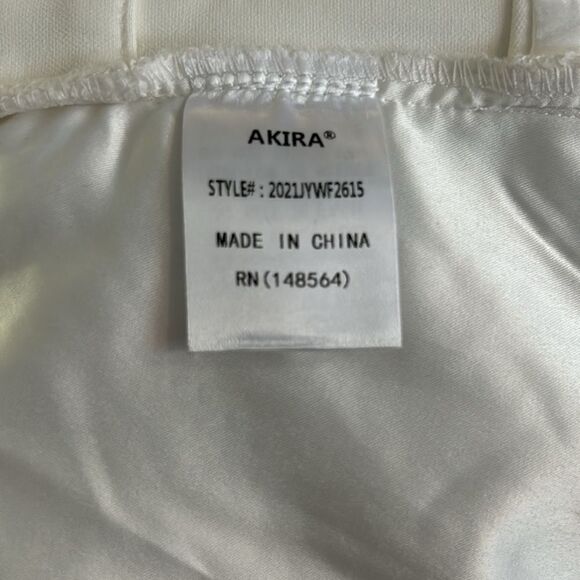 AKIRA®
STYLE#: 2021JYWF2615
MADE IN CHINA
RN(148564)